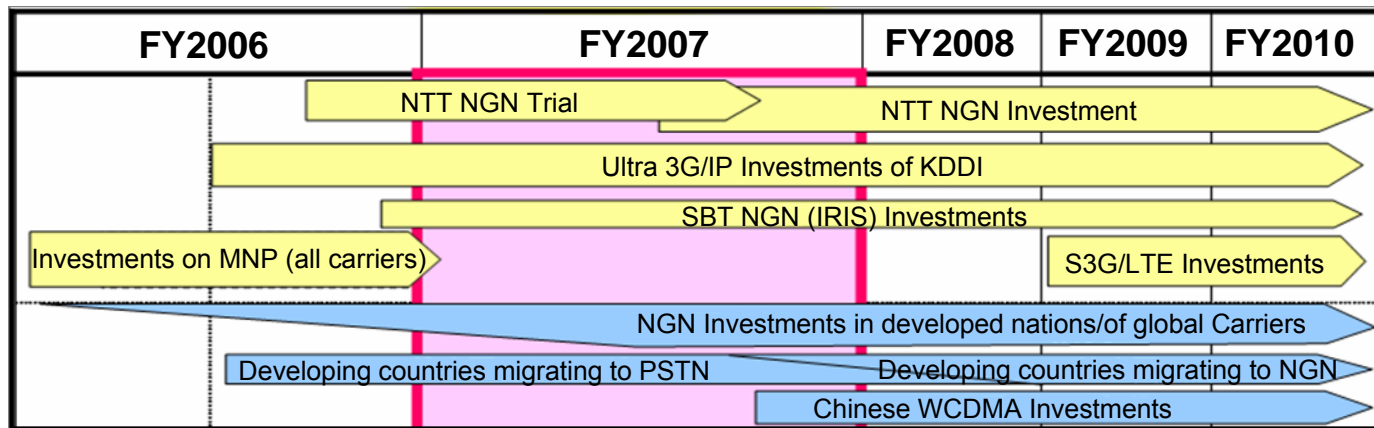 FY2006 FY2007 FY2008 FY2009 FY2010
NTT NGN Trial
NTT NGN Investment
Ultra 3G/IP Investments of KDDI
SBT NGN (IRIS) Investments
Investments on MNP (all carriers)
S3G/LTE Investments
NGN Investments in developed nations/of global Carriers
Developing countries migrating to PSTN
Developing countries migrating to NGN
Chinese WCDMA Investments